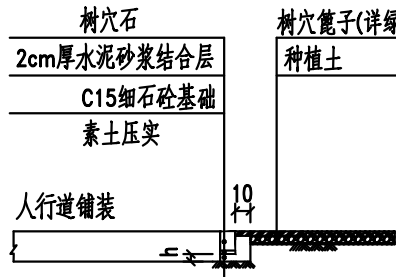 树穴石
2cm厚水泥砂浆结合层
C15细石砼基础
素土压实
树穴篦子(详绿
种植土
人行道铺装
10
h